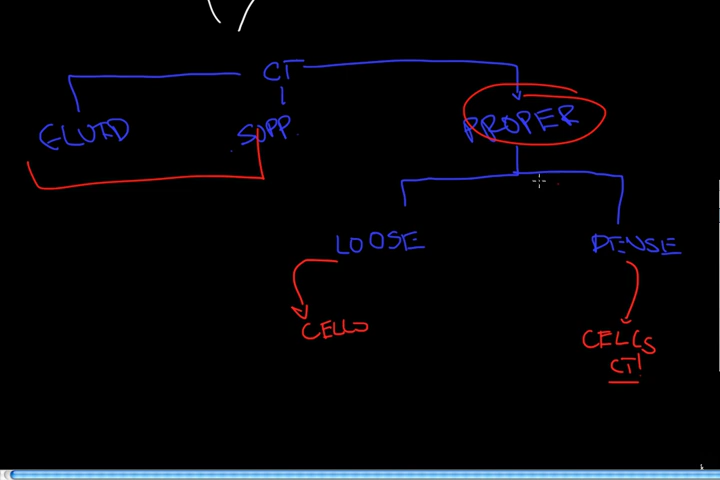 CT
FLUID
SUPP.
PROPER
LOOSE
DENSE
CELLS
CELLS
CT!